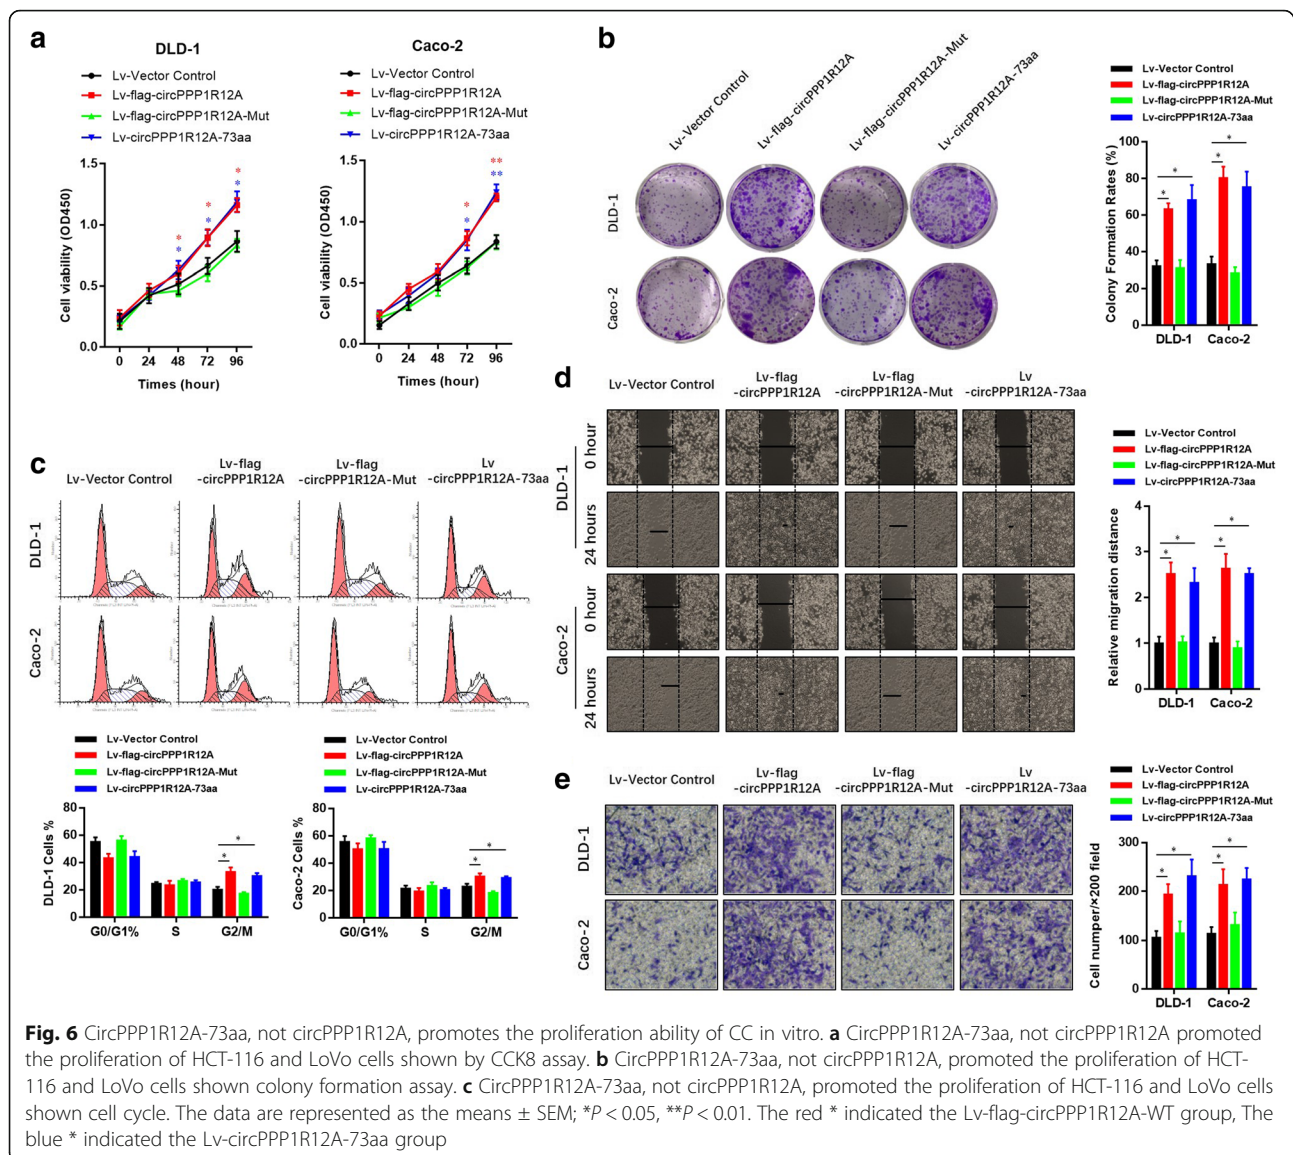 a
DLD-1
Lv-Vector Control
Lv-flag-circPPP1R12A
Lv-flag-circPPP1R12A-Mut
Lv-circPPP1R12A-73aa
Cell viability (OD450)
1.5
1.0
0.5
0.0
* * *
* * *
0 24 48 72 96
Times (hour)
Caco-2
Lv-Vector Control
Lv-flag-circPPP1R12A
Lv-flag-circPPP1R12A-Mut
Lv-circPPP1R12A-73aa
Cell viability (OD450)
1.5
1.0
0.5
0.0
* **
* **
0 24 48 72 96
Times (hour)
b
Lv-Vector Control
Lv-flag-circPPP1R12A
Lv-flag-circPPP1R12A-Mut
Lv-circPPP1R12A-73aa
DLD-1
Caco-2
Lv-Vector Control
Lv-flag-circPPP1R12A
Lv-flag-circPPP1R12A-Mut
Lv-circPPP1R12A-73aa
Colony Formation Rates (%)
100
80
60
40
20
0
* * * *
DLD-1 Caco-2
c
Lv-Vector Control
Lv-flag
-circPPP1R12A
Lv-flag
-circPPP1R12A-Mut
Lv
-circPPP1R12A-73aa
DLD-1
Caco-2
Lv-Vector Control
Lv-flag-circPPP1R12A
Lv-flag-circPPP1R12A-Mut
Lv-circPPP1R12A-73aa
DLD-1 Cells %
80
60
40
20
0
* *
G0/G1% S G2/M
Lv-Vector Control
Lv-flag-circPPP1R12A
Lv-flag-circPPP1R12A-Mut
Lv-circPPP1R12A-73aa
Caco-2 Cells %
80
60
40
20
0
* *
G0/G1% S G2/M
d
Lv-Vector Control
Lv-flag
-circPPP1R12A
Lv-flag
-circPPP1R12A-Mut
Lv
-circPPP1R12A-73aa
DLD-1
0 hour
24 hours
Caco-2
0 hour
24 hours
Lv-Vector Control
Lv-flag-circPPP1R12A
Lv-flag-circPPP1R12A-Mut
Lv-circPPP1R12A-73aa
Relative migration distance
4
3
2
1
0
* * * *
DLD-1 Caco-2
e
Lv-Vector Control
Lv-flag
-circPPP1R12A
Lv-flag
-circPPP1R12A-Mut
Lv
-circPPP1R12A-73aa
DLD-1
Caco-2
Lv-Vector Control
Lv-flag-circPPP1R12A
Lv-flag-circPPP1R12A-Mut
Lv-circPPP1R12A-73aa
Cell numper/×200 field
300
200
100
0
* * * *
DLD-1 Caco-2
Fig. 6 CircPPP1R12A-73aa, not circPPP1R12A, promotes the proliferation ability of CC in vitro. a CircPPP1R12A-73aa, not circPPP1R12A promoted
the proliferation of HCT-116 and LoVo cells shown by CCK8 assay. b CircPPP1R12A-73aa, not circPPP1R12A, promoted the proliferation of HCT-
116 and LoVo cells shown colony formation assay. c CircPPP1R12A-73aa, not circPPP1R12A, promoted the proliferation of HCT-116 and LoVo cells
shown cell cycle. The data are represented as the means ± SEM; *P < 0.05, **P < 0.01. The red * indicated the Lv-flag-circPPP1R12A-WT group, The
blue * indicated the Lv-circPPP1R12A-73aa group